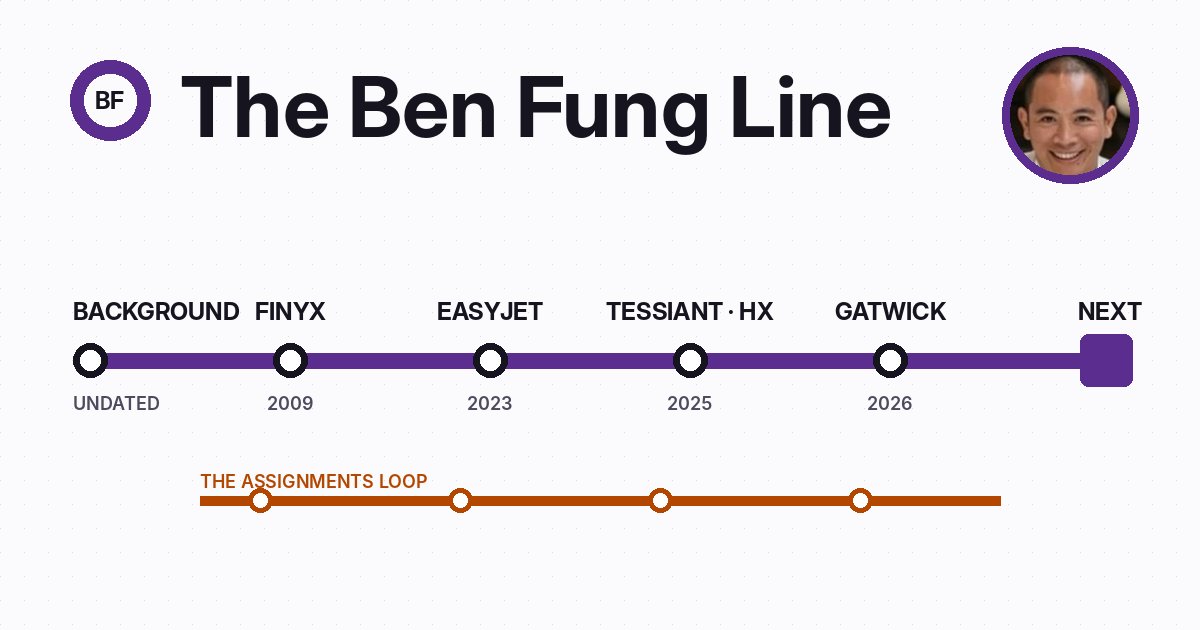 BF
The Ben Fung Line
BACKGROUND FINYX EASYJET TESSIANT · HX GATWICK NEXT
UNDATED 2009 2023 2025 2026
THE ASSIGNMENTS LOOP